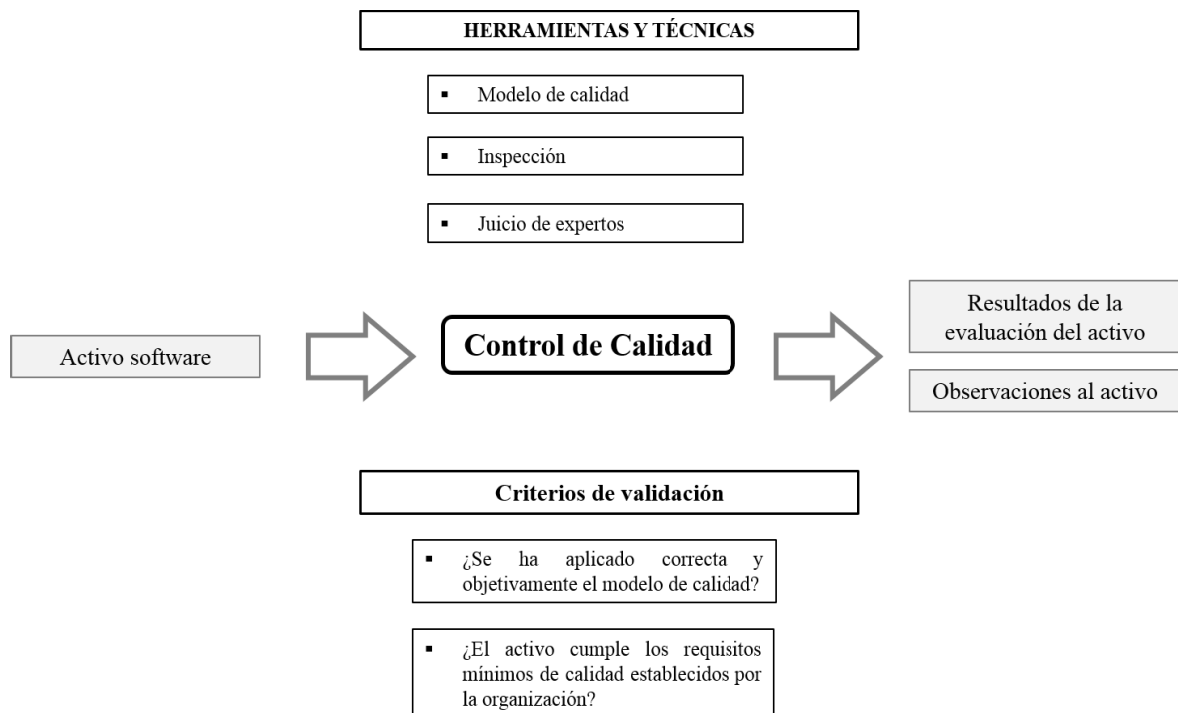 HERRAMIENTAS Y TÉCNICAS
▪ Modelo de calidad
▪ Inspección
▪ Juicio de expertos
Activo software
Control de Calidad
Resultados de la
evaluación del activo
Observaciones al activo
Criterios de validación
▪ ¿Se ha aplicado correcta y
objetivamente el modelo de calidad?
▪ ¿El activo cumple los requisitos
mínimos de calidad establecidos por
la organización?